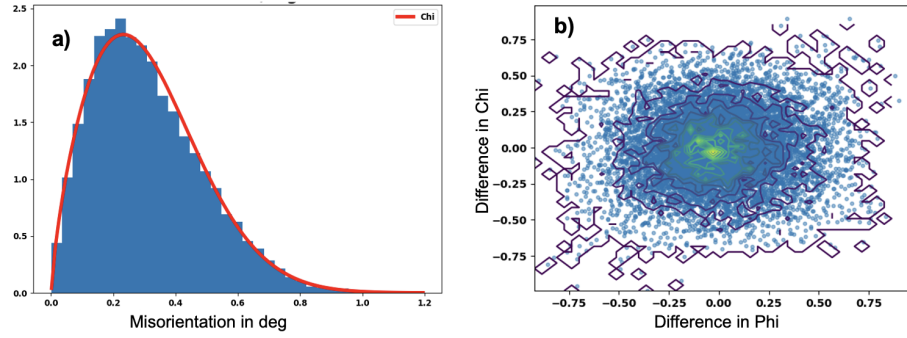 , deg
2.5
2.0
1.5
1.0
0.5
0.0
a)
Chi
0.0 0.2 0.4 0.6 0.8 1.0 1.2
Misorientation in deg
b)
Difference in Chi
0.75
0.50
0.25
0.00
−0.25
−0.50
−0.75
−0.75 −0.50 −0.25 0.00 0.25 0.50 0.75
Difference in Phi